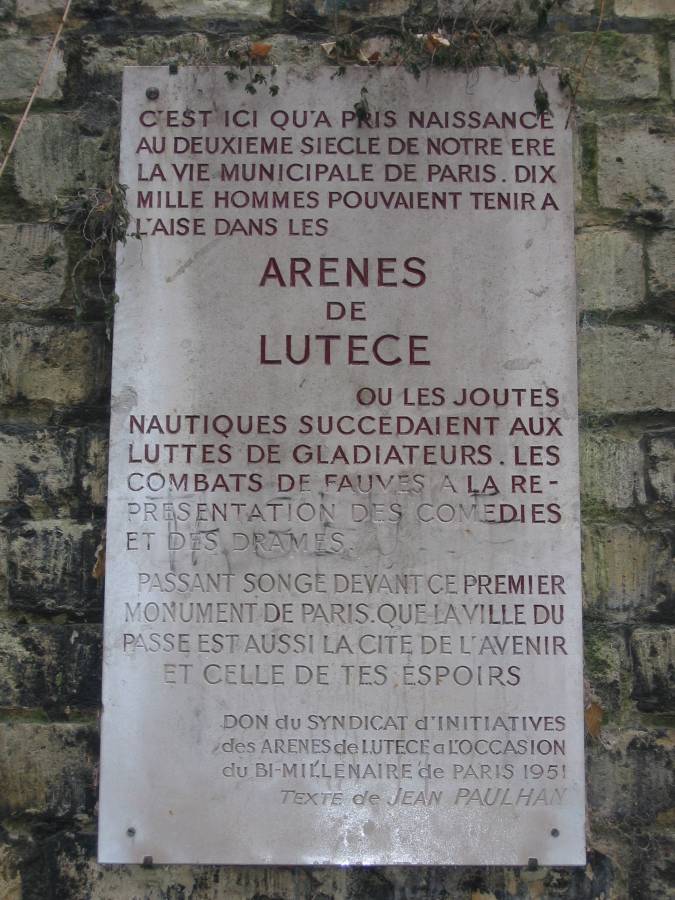 C'EST ICI QU'A PRIS NAISSANCE
AU DEUXIEME SIECLE DE NOTRE ERE
LA VIE MUNICIPALE DE PARIS. DIX
MILLE HOMMES POUVAIENT TENIR A
L'AISE DANS LES
ARENES
DE
LUTECE
OU LES JOUTES
NAUTIQUES SUCCEDAIENT AUX
LUTTES DE GLADIATEURS. LES
COMBATS DE FAUVES A LA RE-
PRESENTATION DES COMEDIES
ET DES DRAMES.
PASSANT SONGE DEVANT CE PREMIER
MONUMENT DE PARIS. QUE LA VILLE DU
PASSE EST AUSSI LA CITE DE L'AVENIR
ET CELLE DE TES ESPOIRS
DON du SYNDICAT d'INITIATIVES
des ARENES de LUTECE a L'OCCASION
du BI-MILLENAIRE de PARIS 1951
TEXTE de JEAN PAULHAN